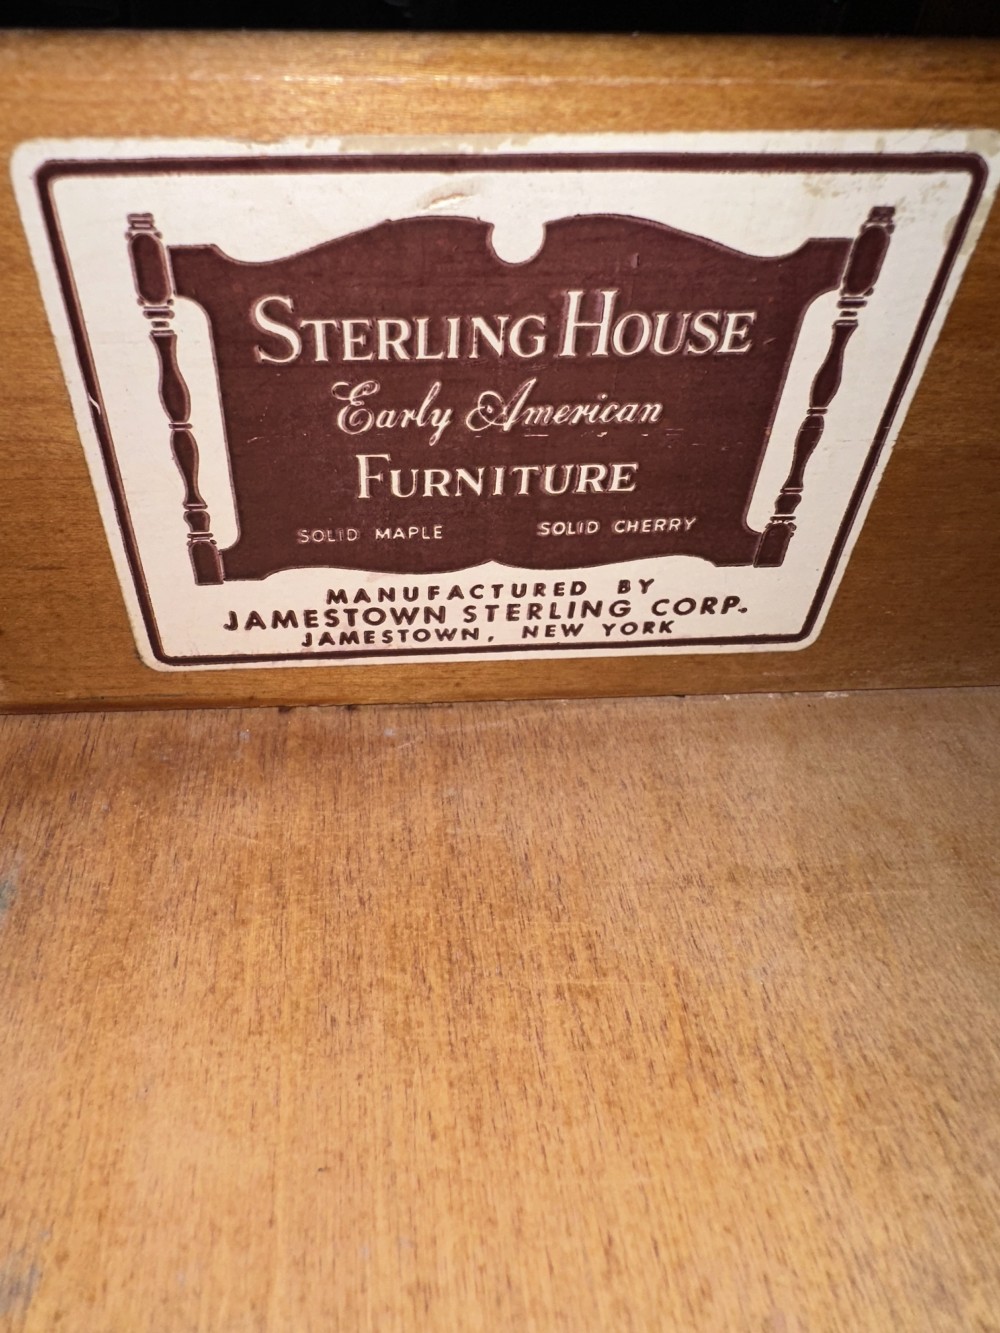 STERLING HOUSE
Early American
FURNITURE
SOLID MAPLE SOLID CHERRY
MANUFACTURED BY
JAMESTOWN STERLING CORP.
JAMESTOWN, NEW YORK